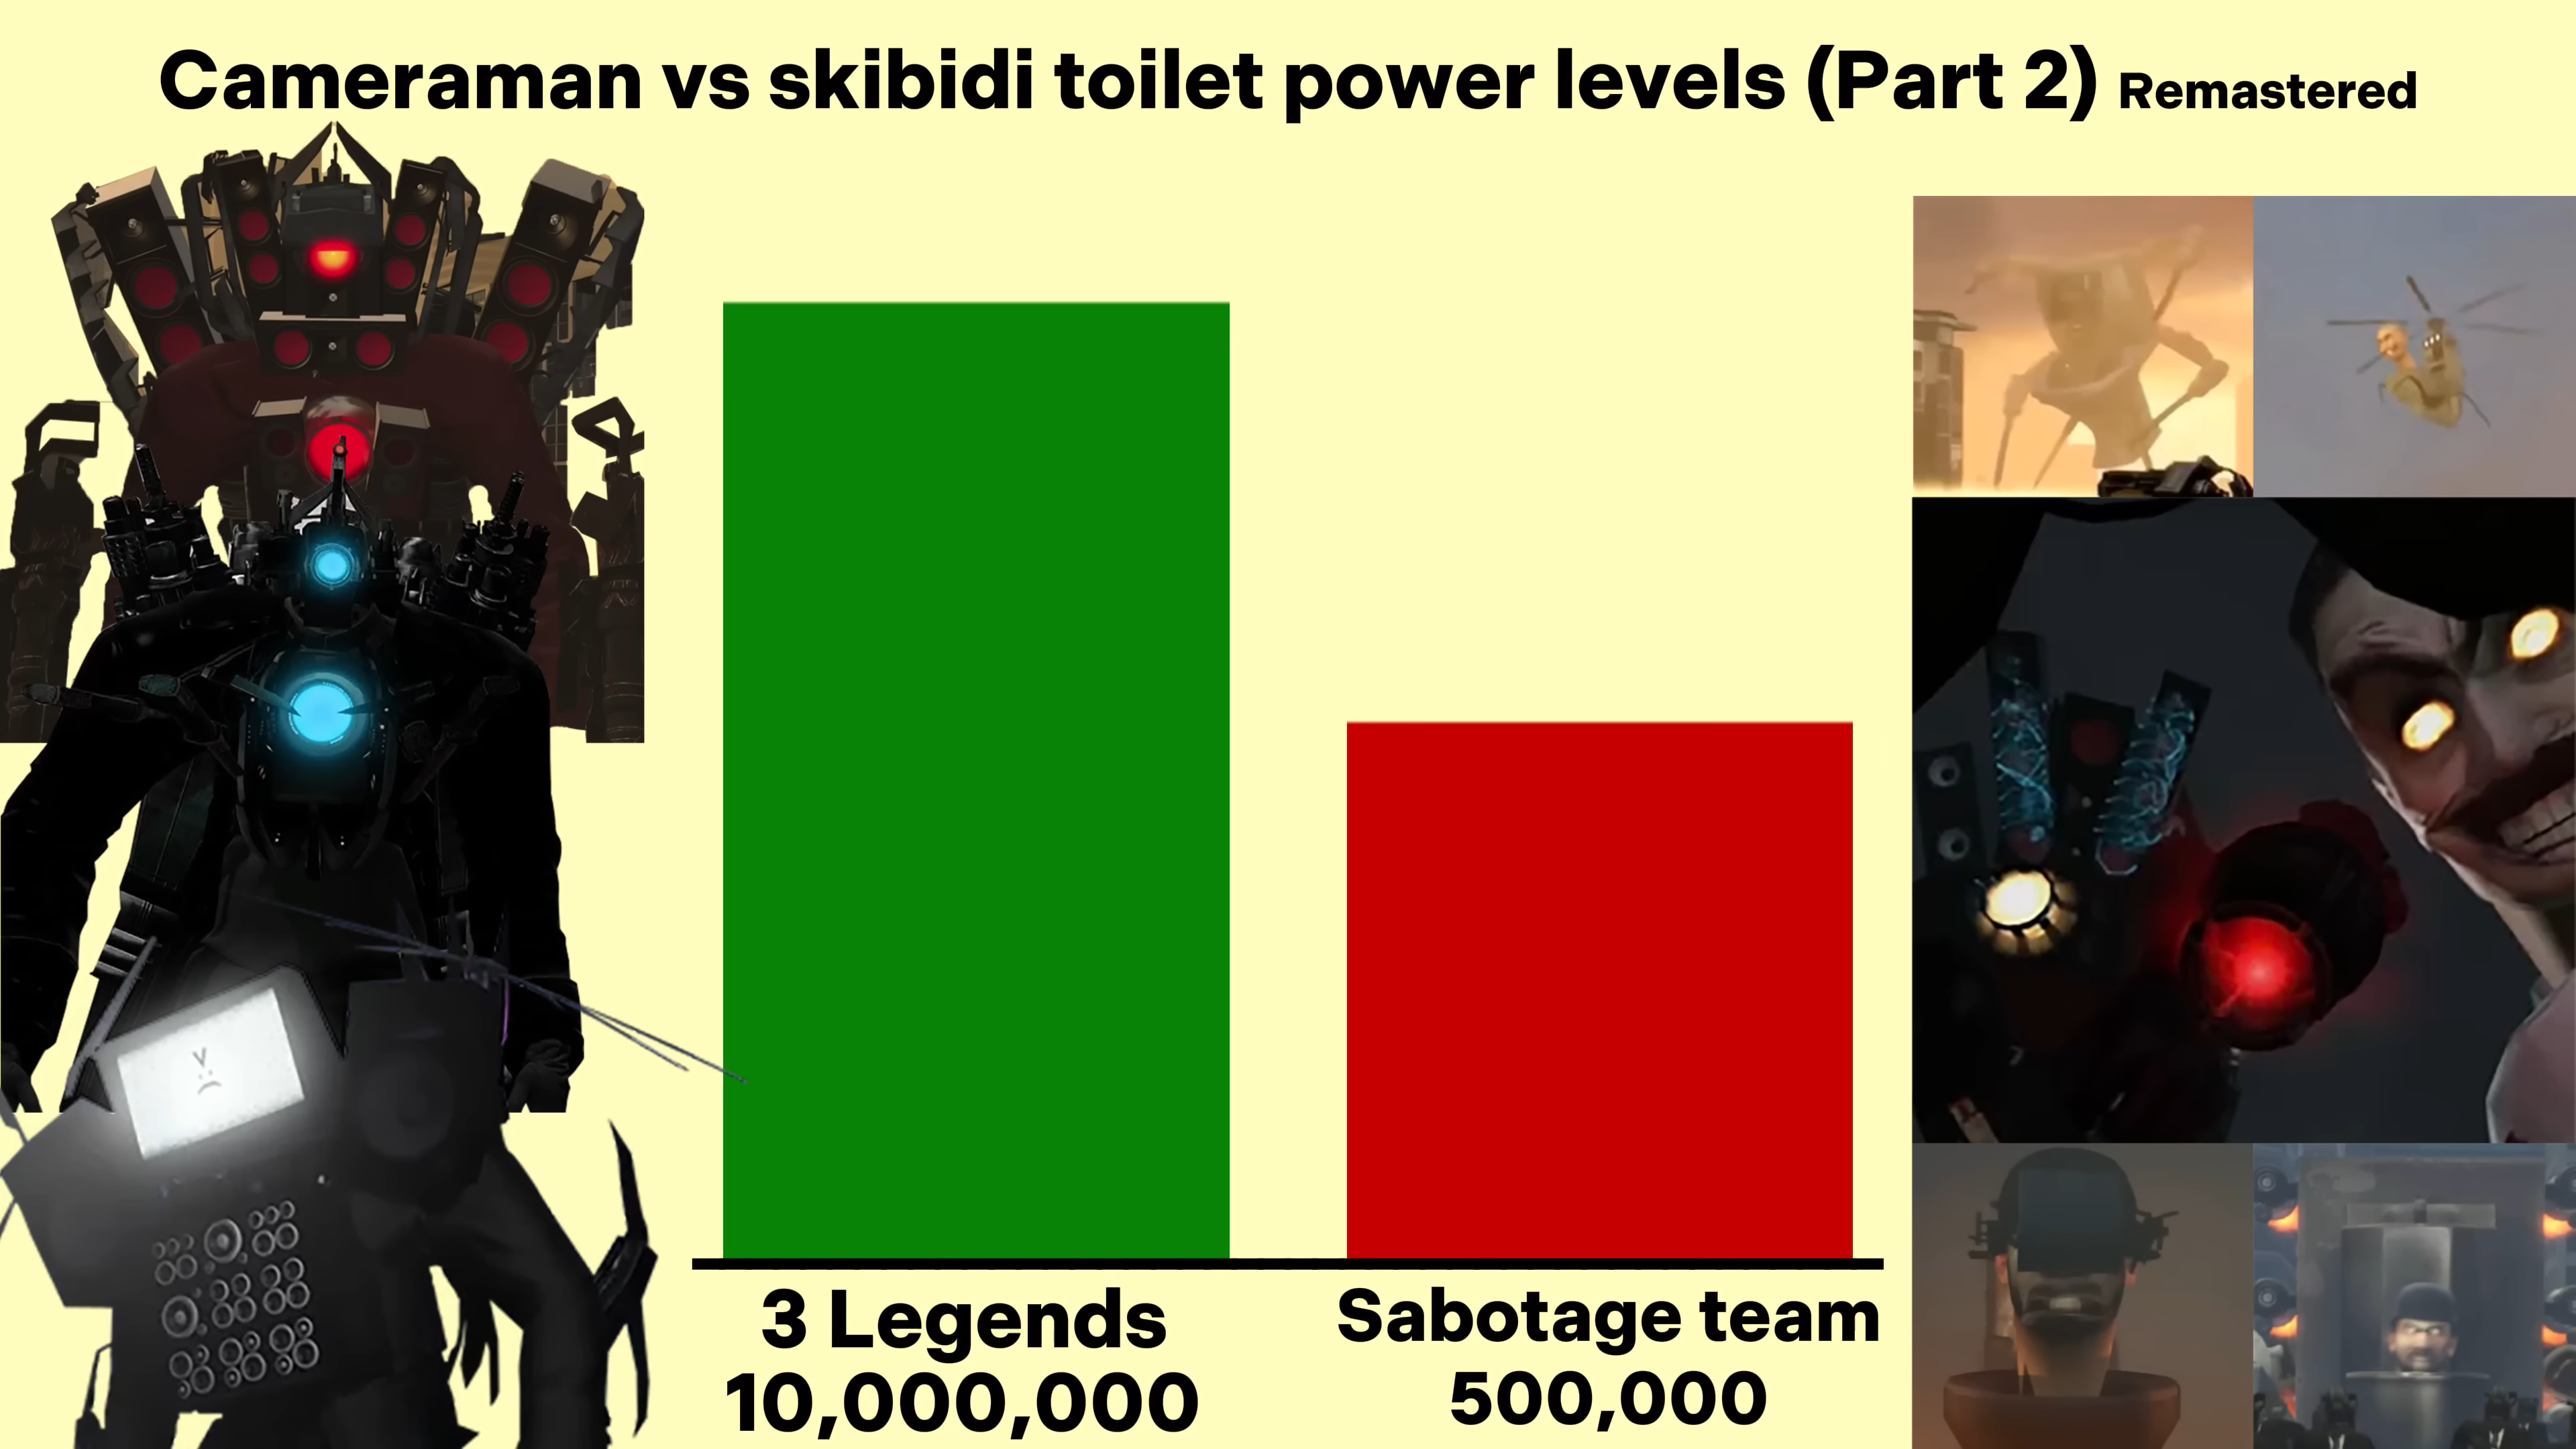 Cameraman vs skibidi toilet power levels (Part 2) Remastered
3 Legends
10,000,000
Sabotage team
500,000